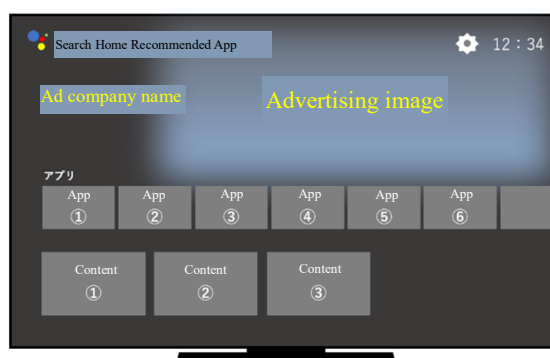 Search Home Recommended App
12：34
Ad company name
Advertising image
アプリ
App App App App App App
① ② ③ ④ ⑤ ⑥
Content Content Content
① ② ③